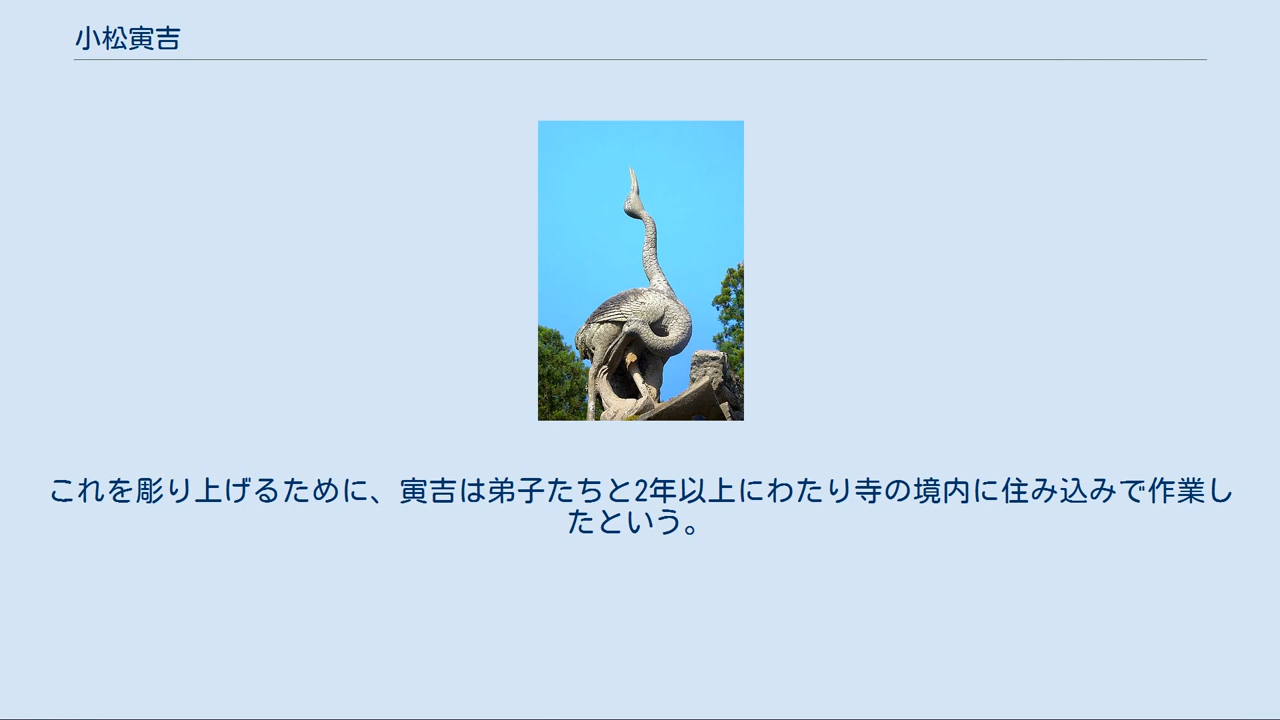 小松寅吉
これを彫り上げるために、寅吉は弟子たちと2年以上にわたり寺の境内に住み込みで作業し
たという。